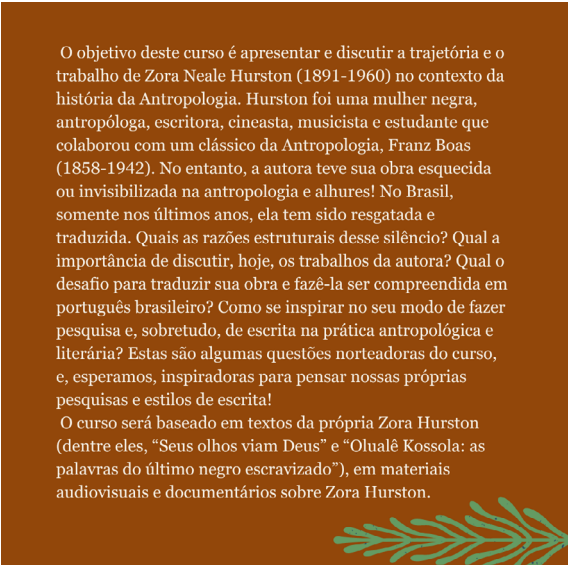 O objetivo deste curso é apresentar e discutir a trajetória e o
trabalho de Zora Neale Hurston (1891-1960) no contexto da
história da Antropologia. Hurston foi uma mulher negra,
antropóloga, escritora, cineasta, musicista e estudante que
colaborou com um clássico da Antropologia, Franz Boas
(1858-1942). No entanto, a autora teve sua obra esquecida
ou invisibilizada na antropologia e alhures! No Brasil,
somente nos últimos anos, ela tem sido resgatada e
traduzida. Quais as razões estruturais desse silêncio? Qual a
importância de discutir, hoje, os trabalhos da autora? Qual o
desafio para traduzir sua obra e fazê-la ser compreendida em
português brasileiro? Como se inspirar no seu modo de fazer
pesquisa e, sobretudo, de escrita na prática antropológica e
literária? Estas são algumas questões norteadoras do curso,
e, esperamos, inspiradoras para pensar nossas próprias
pesquisas e estilos de escrita!
O curso será baseado em textos da própria Zora Hurston
(dentre eles, “Seus olhos viam Deus” e “Olualê Kossola: as
palavras do último negro escravizado”), em materiais
audiovisuais e documentários sobre Zora Hurston.